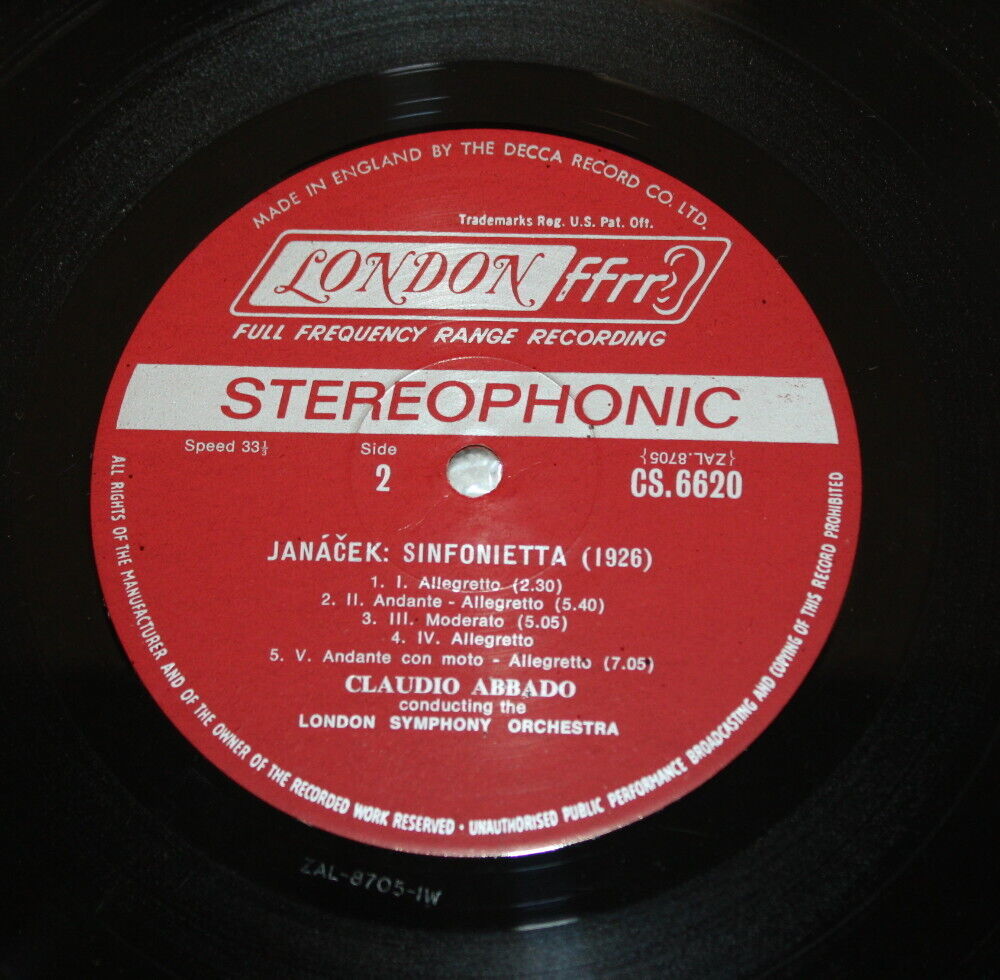 MADE IN ENGLAND BY THE DECCA RECORD CO. LTD.
Trademarks Reg. U.S. Pat. Off.
LONDON ffrr
FULL FREQUENCY RANGE RECORDING
STEREOPHONIC
Speed 33⅓
Side
2
{ZAL.8705}
CS.6620
JANÁČEK: SINFONIETTA (1926)
1. I. Allegretto (2.30)
2. II. Andante - Allegretto (5.40)
3. III. Moderato (5.05)
4. IV. Allegretto
5. V. Andante con moto - Allegretto (7.05)
CLAUDIO ABBADO
conducting the
LONDON SYMPHONY ORCHESTRA
ALL RIGHTS OF THE MANUFACTURER AND OF THE OWNER OF THE RECORDED WORK RESERVED • UNAUTHORISED PUBLIC PERFORMANCE BROADCASTING AND COPYING OF THIS RECORD PROHIBITED
ZAL-8705-1W